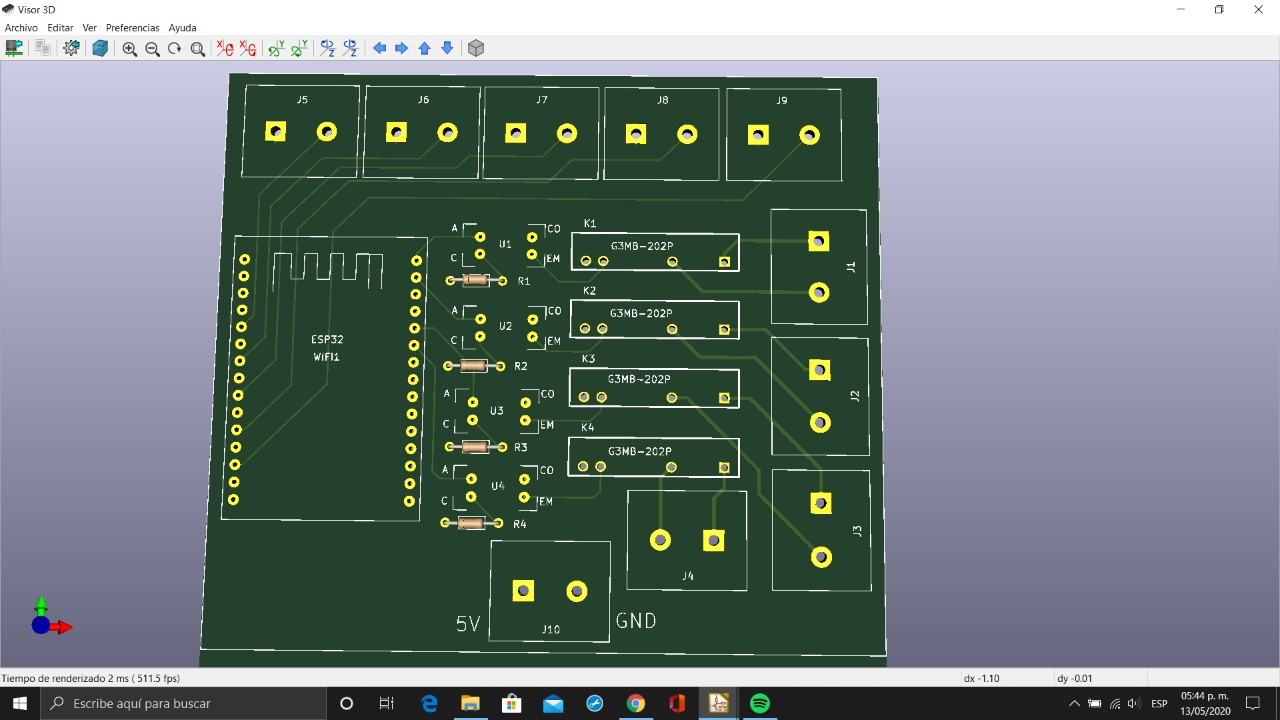 Visor 3D
Archivo Editar Ver Preferencias Ayuda
J5 J6 J7 J8 J9
A CO
U1
C EM
R1
K1
G3MB-202P
J1
A CO
U2
C EM
R2
K2
G3MB-202P
ESP32
WIFI1
J2
A CO
U3
C EM
R3
K3
G3MB-202P
A CO
U4
C EM
R4
K4
G3MB-202P
J3
J4
5V J10 GND
Tiempo de renderizado 2 ms ( 511.5 fps) dx -1.10 dy -0.01
Escribe aquí para buscar
ESP
05:44 p. m.
13/05/2020